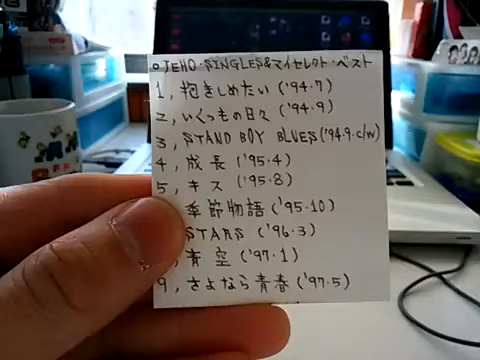 ○JEHO・SINGLES&マイセレクト・ベスト
1, 抱きしめたい ('94・7)
2, いくつもの日々 ('94・9)
3, STAND BOY BLUES ('94・9・c/w)
4, 成長 ('95・4)
5, キス ('95・8)
季節物語 ('95・10)
STARS ('96・3)
青空 ('97・1)
9, さよなら青春 ('97・5)